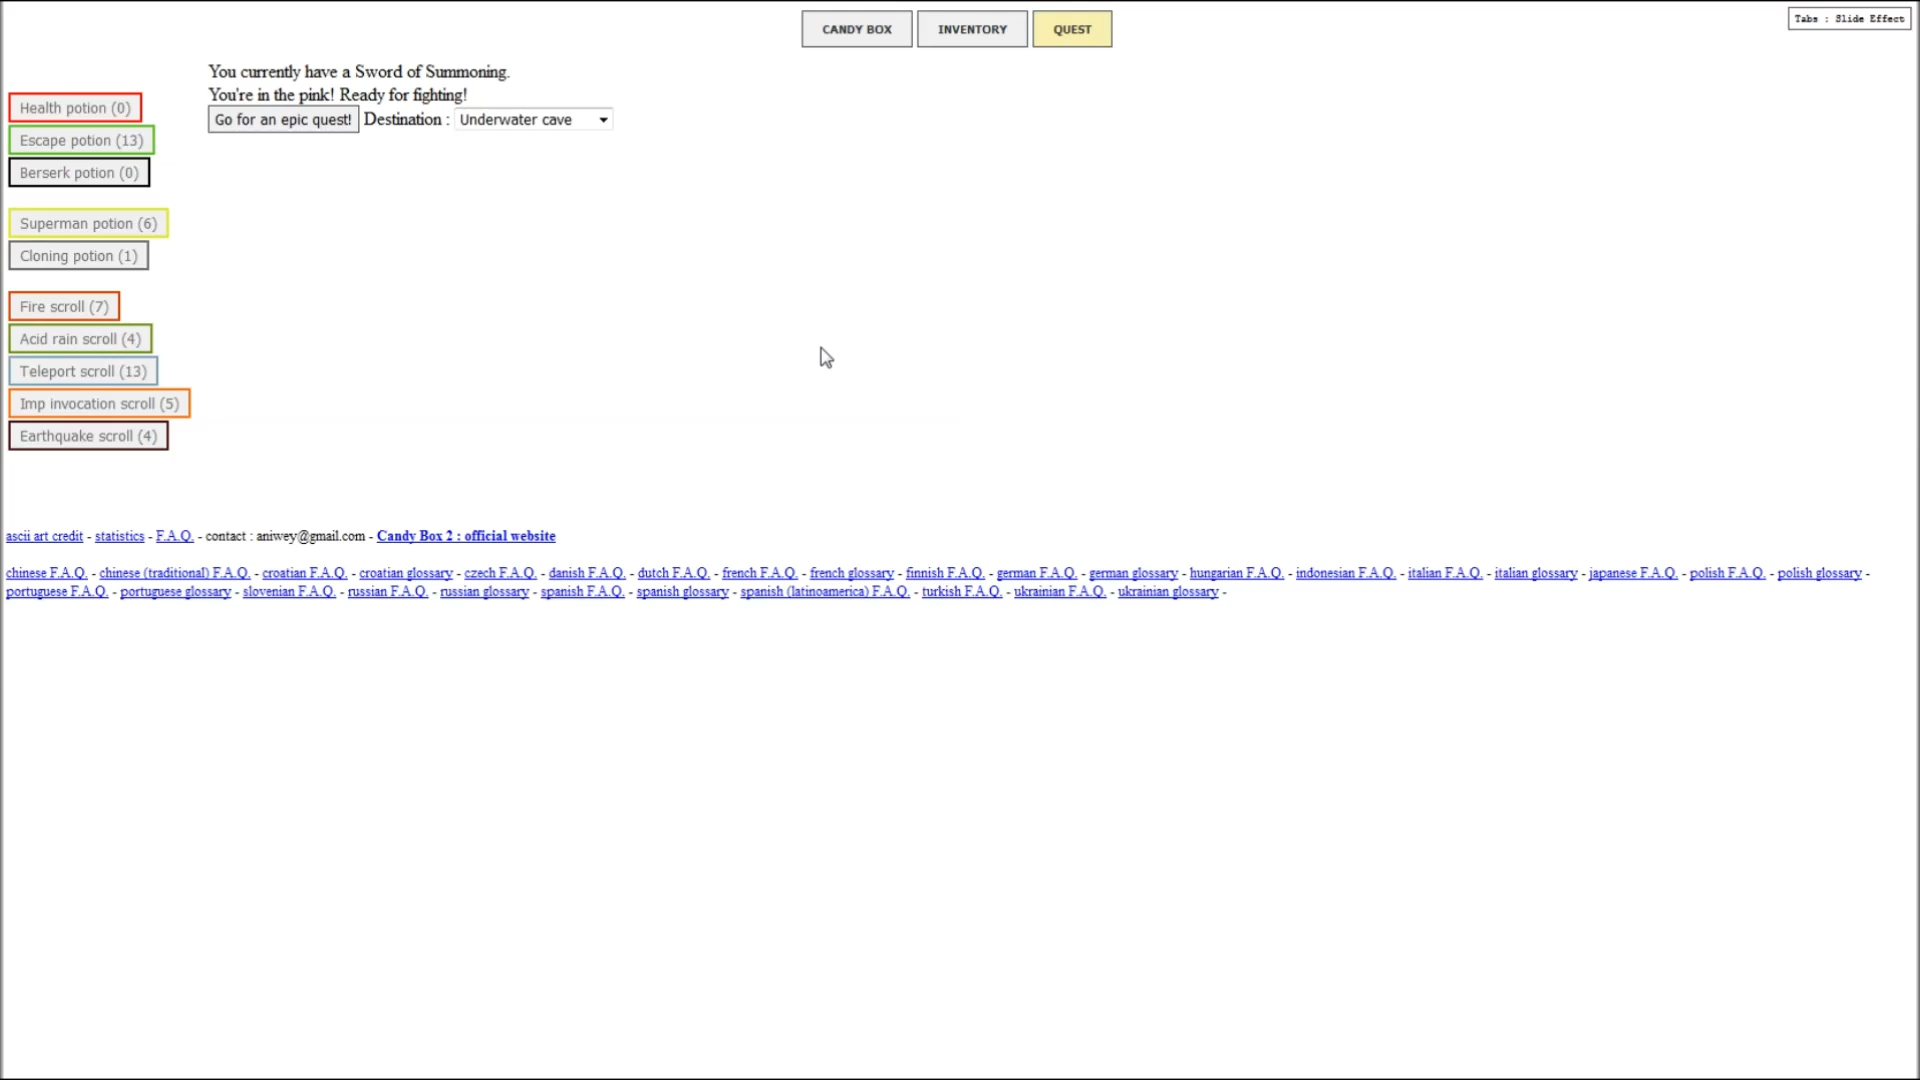 CANDY BOX INVENTORY QUEST
Tabs : Slide Effect
You currently have a Sword of Summoning.
You're in the pink! Ready for fighting!
Go for an epic quest! Destination : Underwater cave
Health potion (0)
Escape potion (13)
Berserk potion (0)
Superman potion (6)
Cloning potion (1)
Fire scroll (7)
Acid rain scroll (4)
Teleport scroll (13)
Imp invocation scroll (5)
Earthquake scroll (4)
ascii art credit - statistics - F.A.Q. - contact : aniwey@gmail.com - Candy Box 2 : official website
chinese F.A.Q. - chinese (traditional) F.A.Q. - croatian F.A.Q. - croatian glossary - czech F.A.Q. - danish F.A.Q. - dutch F.A.Q. - french F.A.Q. - french glossary - finnish F.A.Q. - german F.A.Q. - german glossary - hungarian F.A.Q. - indonesian F.A.Q. - italian F.A.Q. - italian glossary - japanese F.A.Q. - polish F.A.Q. - polish glossary -
portuguese F.A.Q. - portuguese glossary - slovenian F.A.Q. - russian F.A.Q. - russian glossary - spanish F.A.Q. - spanish glossary - spanish (latinoamerica) F.A.Q. - turkish F.A.Q. - ukrainian F.A.Q. - ukrainian glossary -